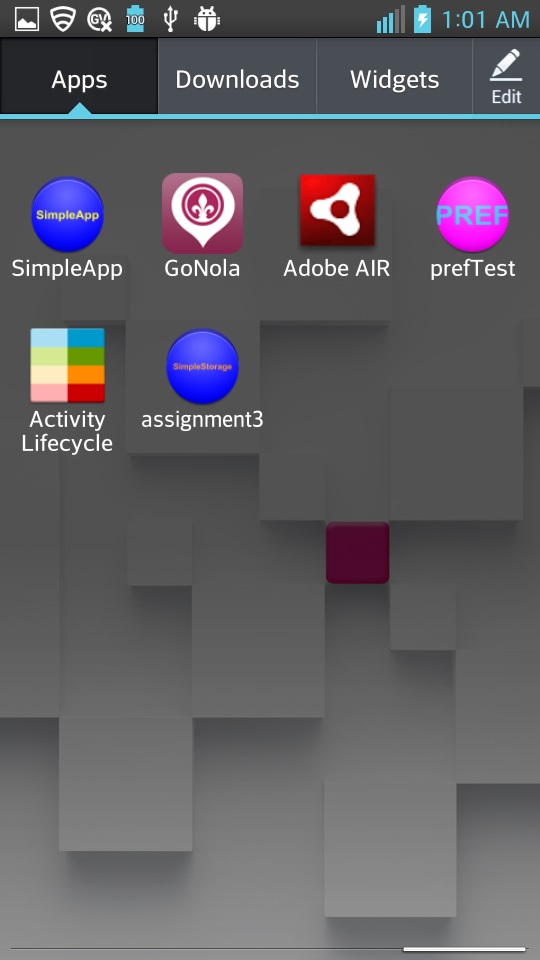 100
1:01 AM
Apps
Downloads
Widgets
Edit
SimpleApp
SimpleApp
GoNola
Adobe AIR
PREF
prefTest
Activity
Lifecycle
SimpleStorage
assignment3